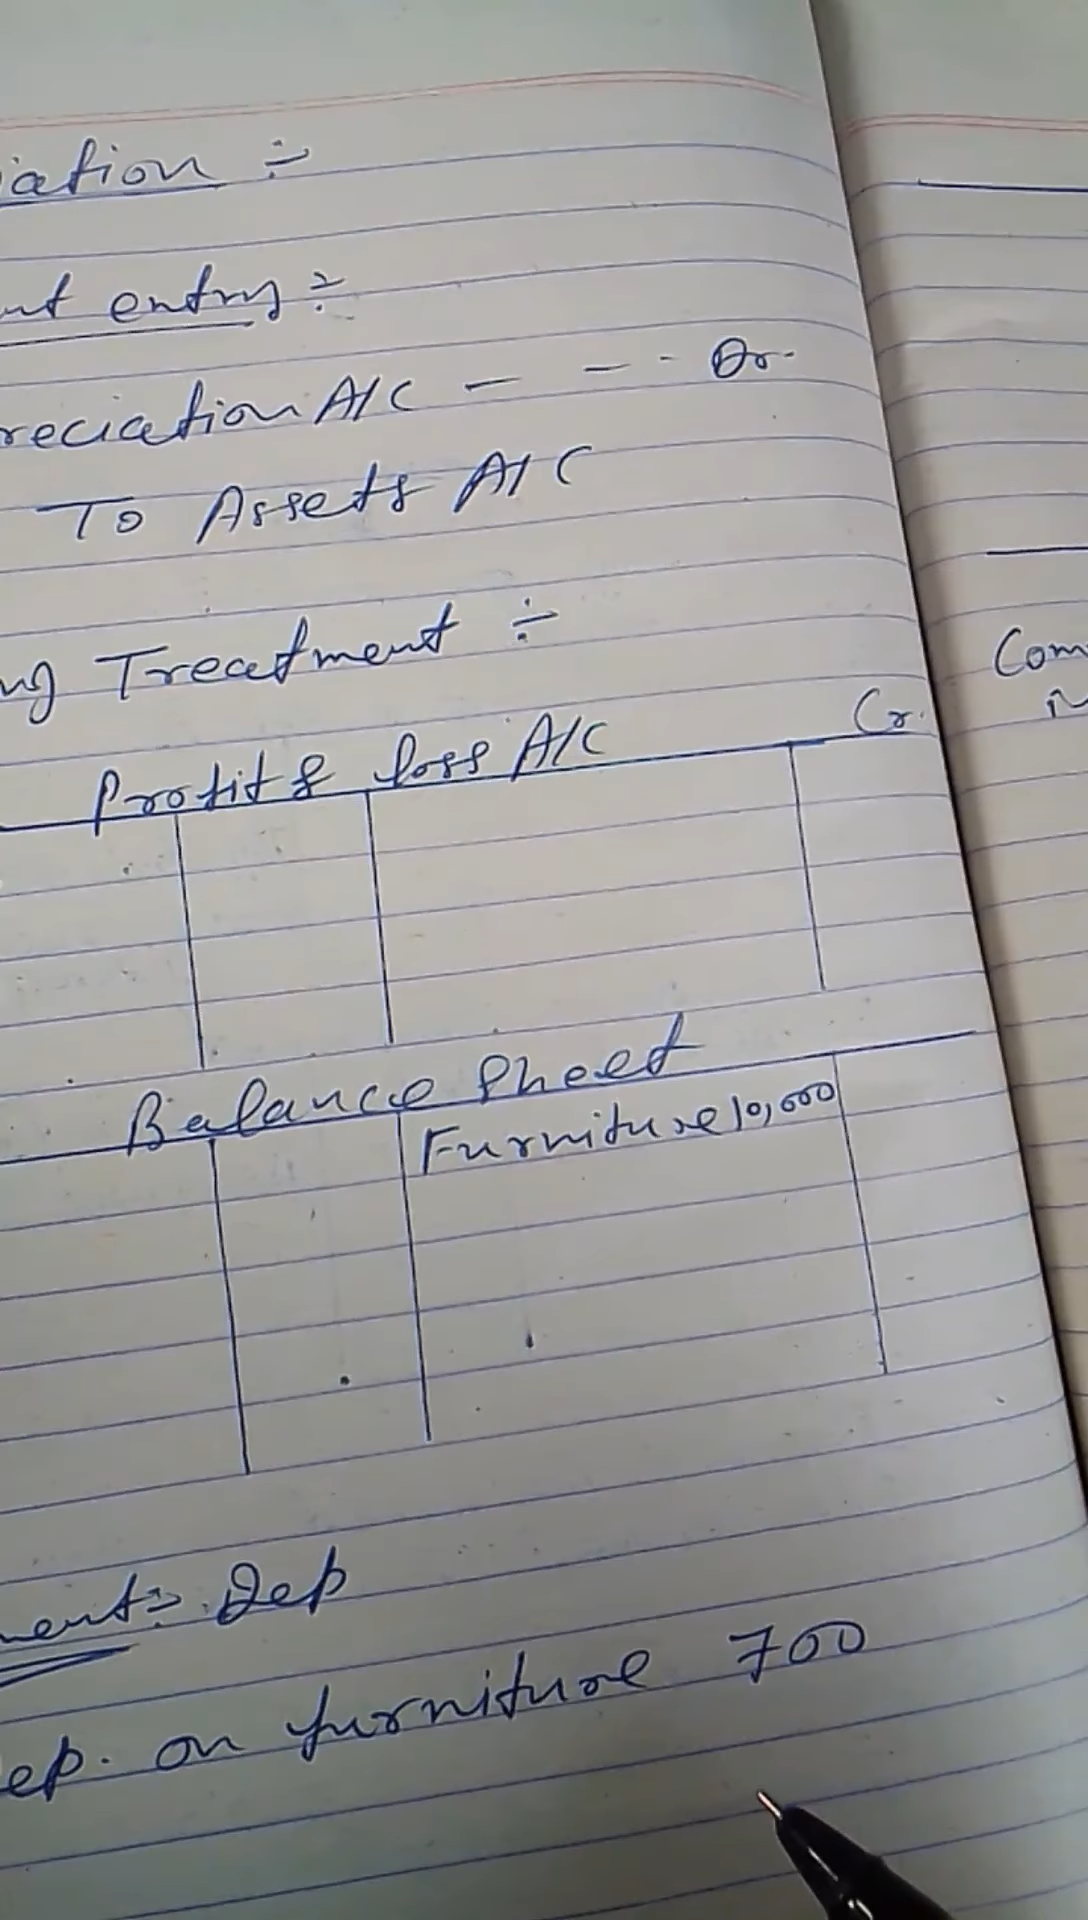 iation :-
nt entry :-
reciation A/C — — - Dr.
To Assets A/C
ng Treatment :-
Profit & loss A/C Cr.
Balance Sheet
Furniture 10,000
ment :- Dep
ep. on furniture 700
Com